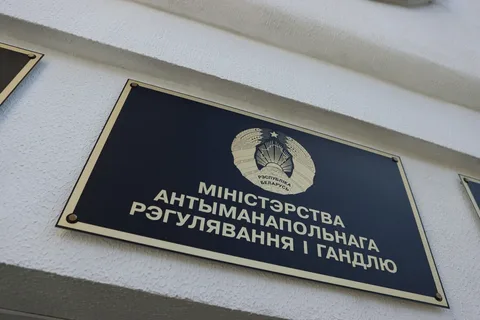 РЭСПУБЛІКА
БЕЛАРУСЬ
МІНІСТЭРСТВА
АНТЫМАНАПОЛЬНАГА
РЭГУЛЯВАННЯ І ГАНДЛЮ